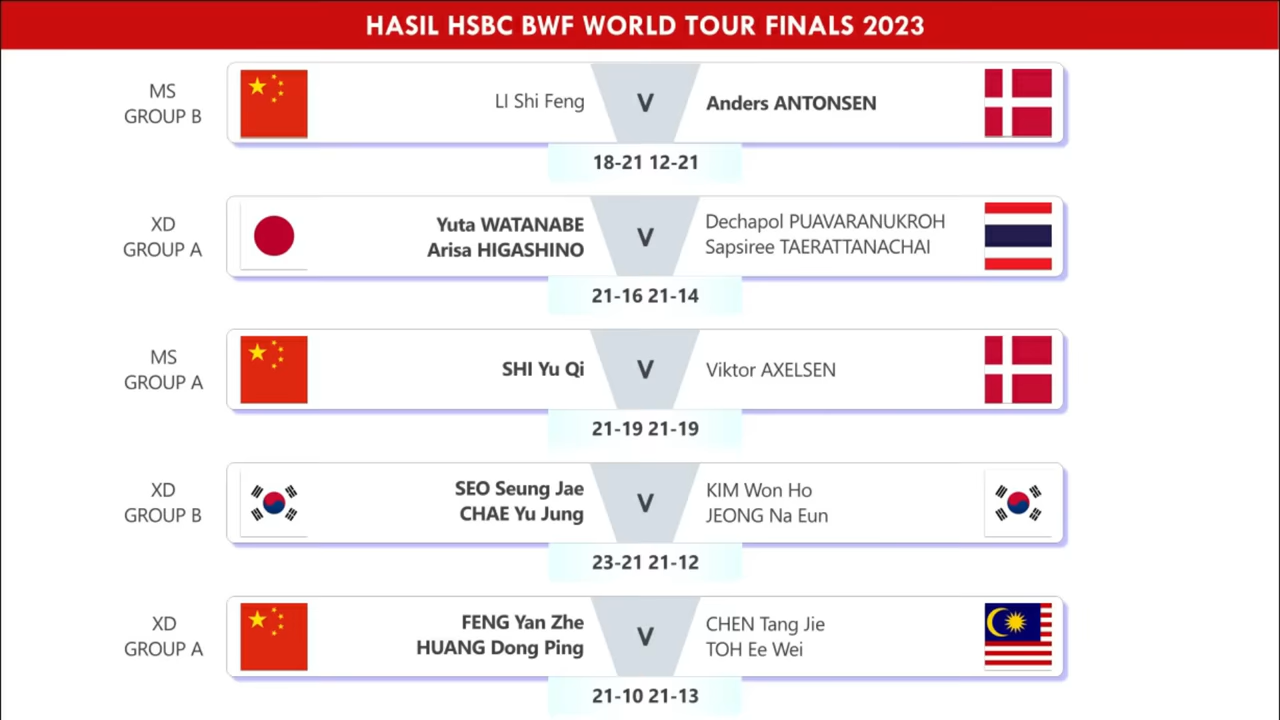 HASIL HSBC BWF WORLD TOUR FINALS 2023
MS
GROUP B
LI Shi Feng
V
Anders ANTONSEN
18-21 12-21
XD
GROUP A
Yuta WATANABE
Arisa HIGASHINO
V
Dechapol PUAVARANUKROH
Sapsiree TAERATTANACHAI
21-16 21-14
MS
GROUP A
SHI Yu Qi
V
Viktor AXELSEN
21-19 21-19
XD
GROUP B
SEO Seung Jae
CHAE Yu Jung
V
KIM Won Ho
JEONG Na Eun
23-21 21-12
XD
GROUP A
FENG Yan Zhe
HUANG Dong Ping
V
CHEN Tang Jie
TOH Ee Wei
21-10 21-13